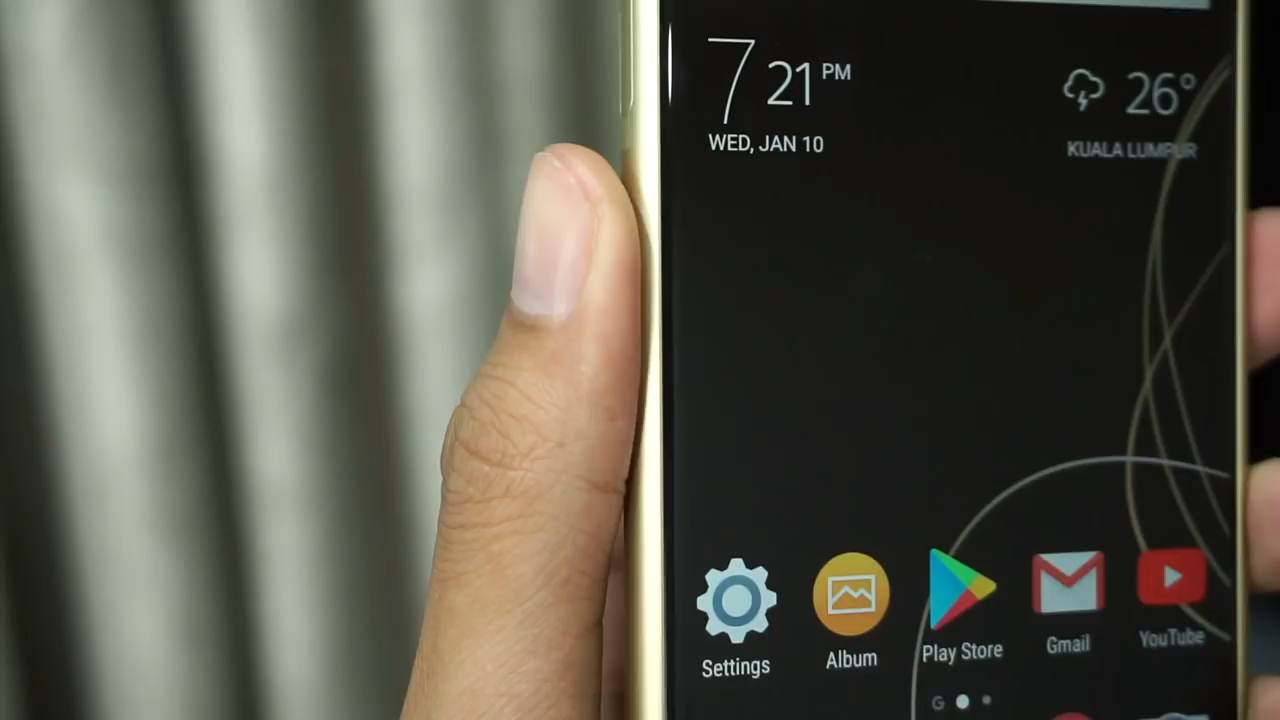 7 21 PM
26°
WED, JAN 10
KUALA LUMPUR
Settings
Album
Play Store
Gmail
YouTube
G